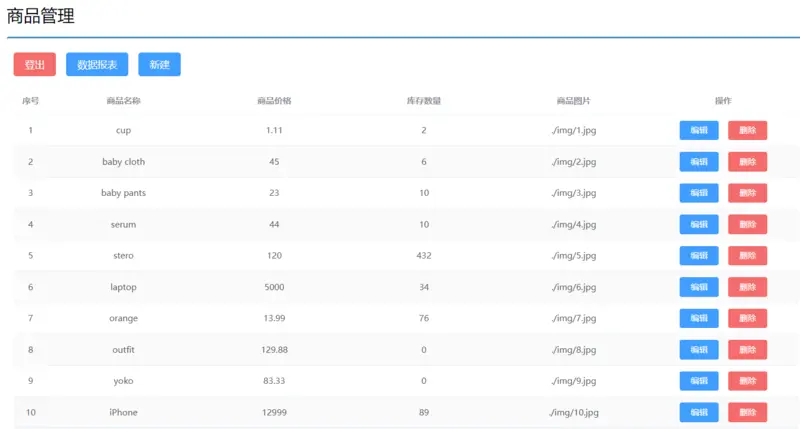 商品管理
登出 数据报表 新建
序号 商品名称 商品价格 库存数量 商品图片 操作
1 cup 1.11 2 ./img/1.jpg 编辑 删除
2 baby cloth 45 6 ./img/2.jpg 编辑 删除
3 baby pants 23 10 ./img/3.jpg 编辑 删除
4 serum 44 10 ./img/4.jpg 编辑 删除
5 stero 120 432 ./img/5.jpg 编辑 删除
6 laptop 5000 34 ./img/6.jpg 编辑 删除
7 orange 13.99 76 ./img/7.jpg 编辑 删除
8 outfit 129.88 0 ./img/8.jpg 编辑 删除
9 yoko 83.33 0 ./img/9.jpg 编辑 删除
10 iPhone 12999 89 ./img/10.jpg 编辑 删除